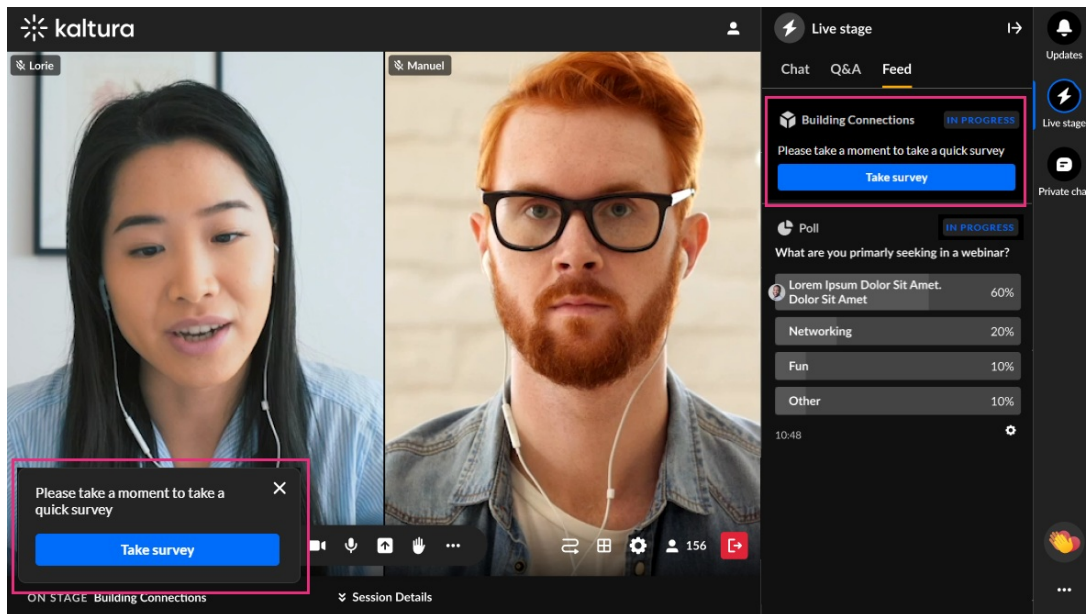 kaltura
Lorie
Manuel
Please take a moment to take a
quick survey
Take survey
156
ON STAGE Building Connections
Session Details
Live stage
Chat Q&A Feed
Building Connections IN PROGRESS
Please take a moment to take a quick survey
Take survey
Poll IN PROGRESS
What are you primarly seeking in a webinar?
Lorem Ipsum Dolor Sit Amet. 60%
Dolor Sit Amet
Networking 20%
Fun 10%
Other 10%
10:48
Updates
Live stage
Private cha